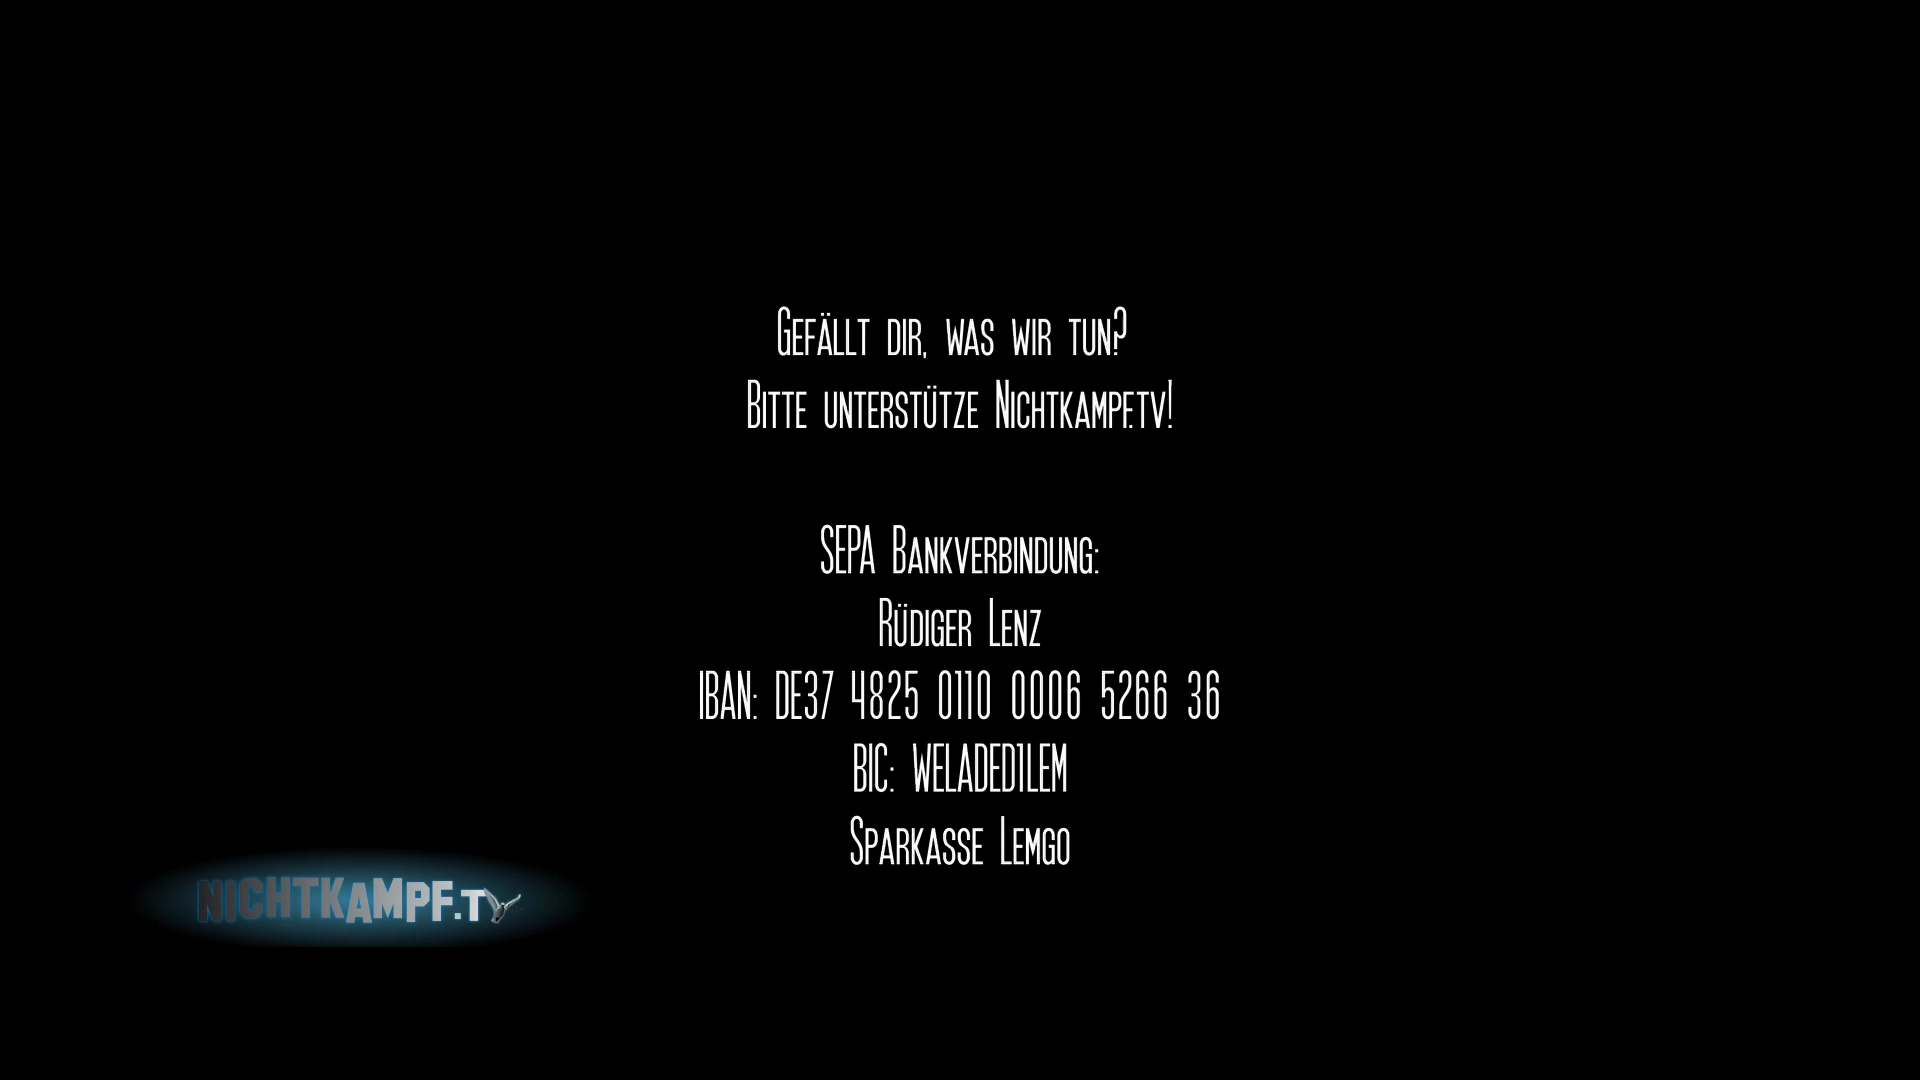 Gefällt dir, was wir tun?
Bitte unterstütze Nichtkampf.tv!
SEPA Bankverbindung:
Rüdiger Lenz
IBAN: DE37 4825 0110 0006 5266 36
BIC: WELADED1LEM
Sparkasse Lemgo
NICHTKAMPF.TV